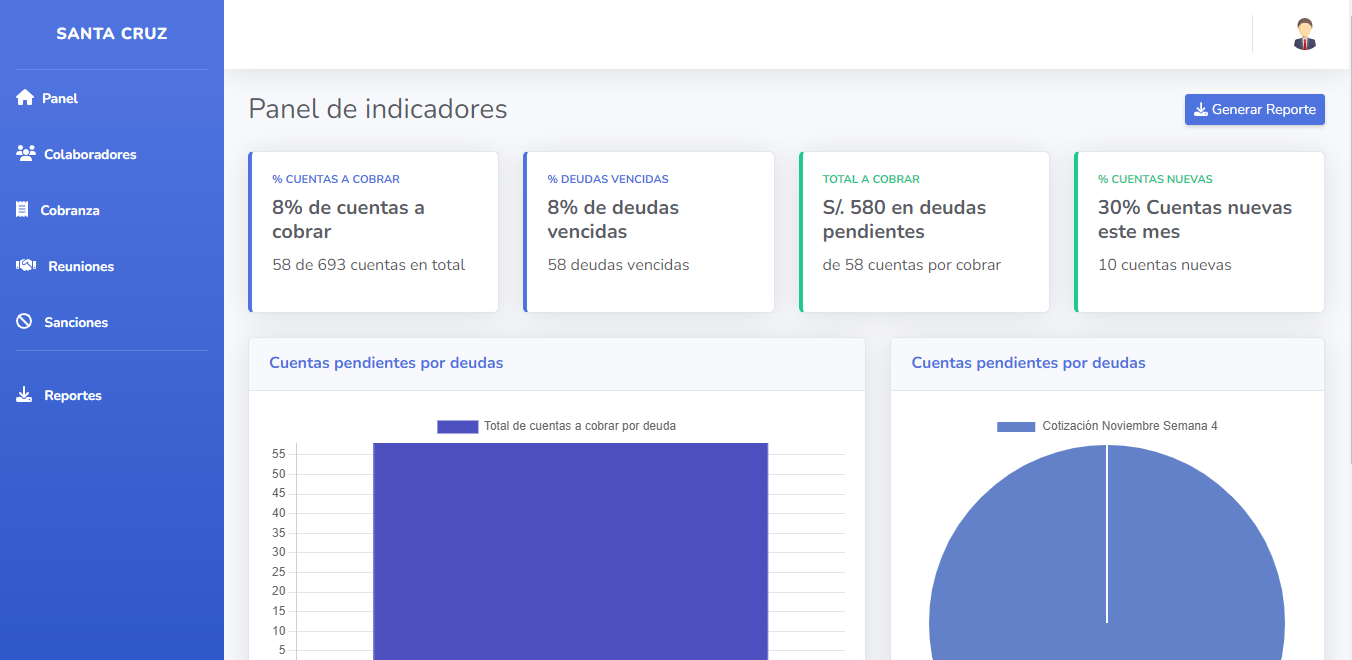 SANTA CRUZ
Panel
Colaboradores
Cobranza
Reuniones
Sanciones
Reportes
Panel de indicadores
Generar Reporte
% CUENTAS A COBRAR
8% de cuentas a
cobrar
58 de 693 cuentas en total
% DEUDAS VENCIDAS
8% de deudas
vencidas
58 deudas vencidas
TOTAL A COBRAR
S/. 580 en deudas
pendientes
de 58 cuentas por cobrar
% CUENTAS NUEVAS
30% Cuentas nuevas
este mes
10 cuentas nuevas
Cuentas pendientes por deudas
Total de cuentas a cobrar por deuda
55
50
45
40
35
30
25
20
15
10
5
Cuentas pendientes por deudas
Cotización Noviembre Semana 4